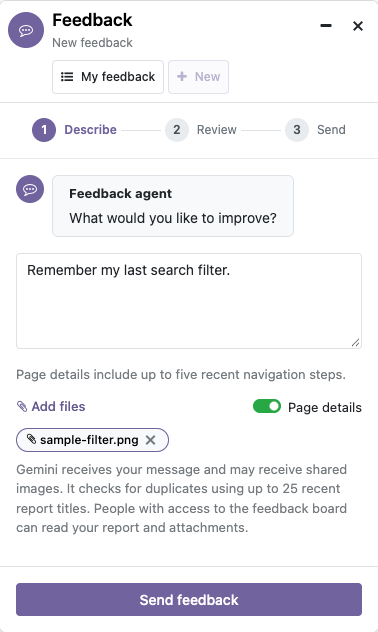 Feedback
New feedback
My feedback
+ New
1 Describe
2 Review
3 Send
Feedback agent
What would you like to improve?
Remember my last search filter.
Page details include up to five recent navigation steps.
Add files
Page details
sample-filter.png
Gemini receives your message and may receive shared
images. It checks for duplicates using up to 25 recent
report titles. People with access to the feedback board
can read your report and attachments.
Send feedback